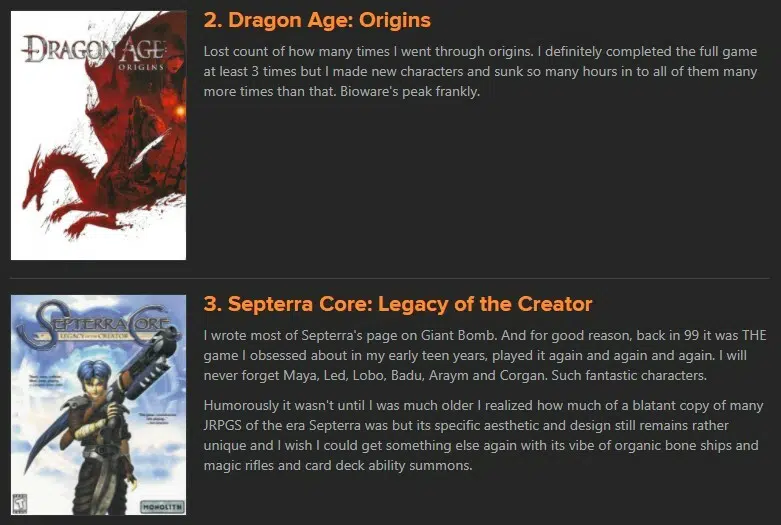 DRAGON AGE
ORIGINS
2. Dragon Age: Origins
Lost count of how many times I went through origins. I definitely completed the full game
at least 3 times but I made new characters and sunk so many hours in to all of them many
more times than that. Bioware's peak frankly.
SEPTERRA CORE
LEGACY OF THE CREATOR
MONOLITH
3. Septerra Core: Legacy of the Creator
I wrote most of Septerra's page on Giant Bomb. And for good reason, back in 99 it was THE
game I obsessed about in my early teen years, played it again and again and again. I will
never forget Maya, Led, Lobo, Badu, Araym and Corgan. Such fantastic characters.
Humorously it wasn't until I was much older I realized how much of a blatant copy of many
JRPGS of the era Septerra was but its specific aesthetic and design still remains rather
unique and I wish I could get something else again with its vibe of organic bone ships and
magic rifles and card deck ability summons.